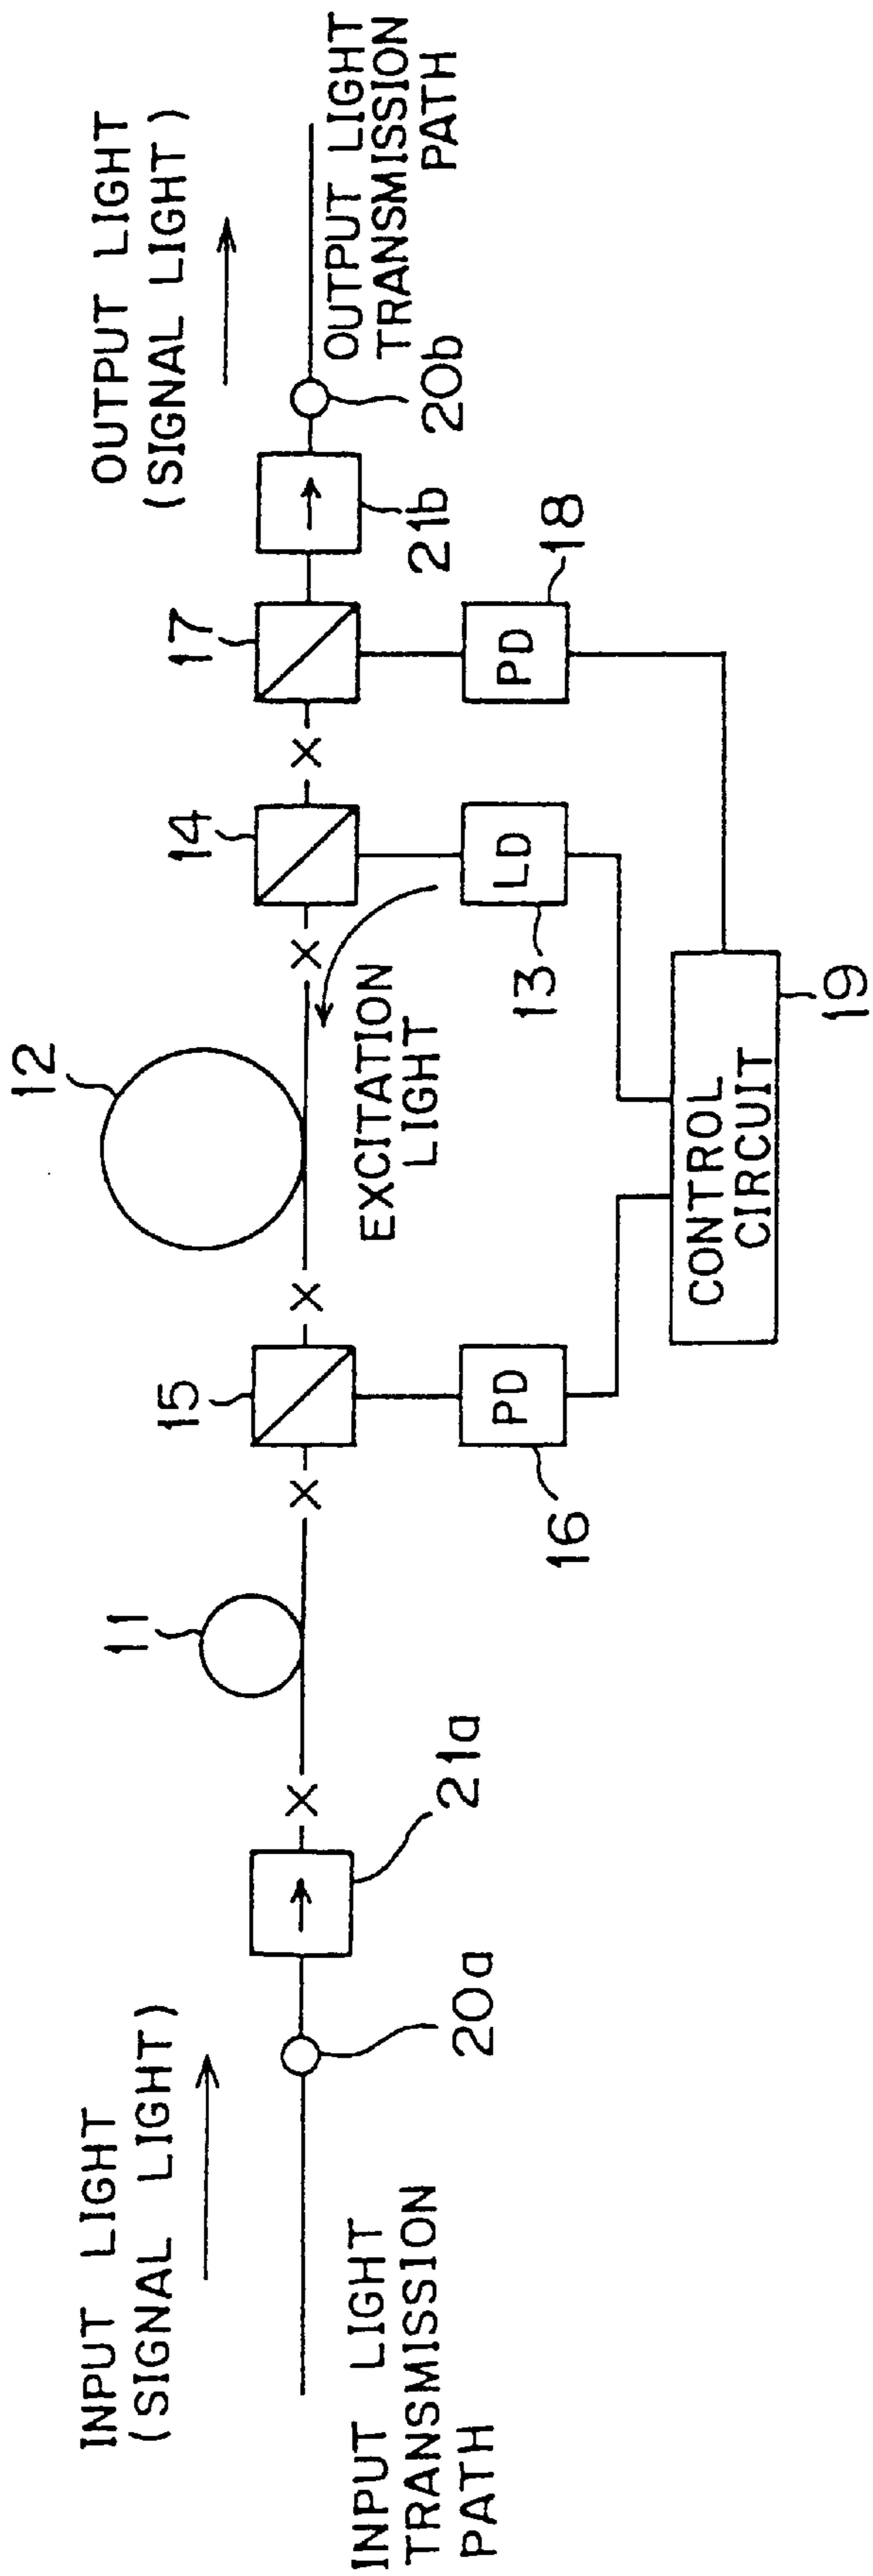 INPUT LIGHT
(SIGNAL LIGHT)
INPUT LIGHT
TRANSMISSION
PATH
20a
21a
X
11
X
15
X
PD
16
12
EXCITATION
LIGHT
X
14
LD
13
X
17
PD
18
CONTROL
CIRCUIT
19
21b
20b
OUTPUT LIGHT
(SIGNAL LIGHT)
OUTPUT LIGHT
TRANSMISSION
PATH